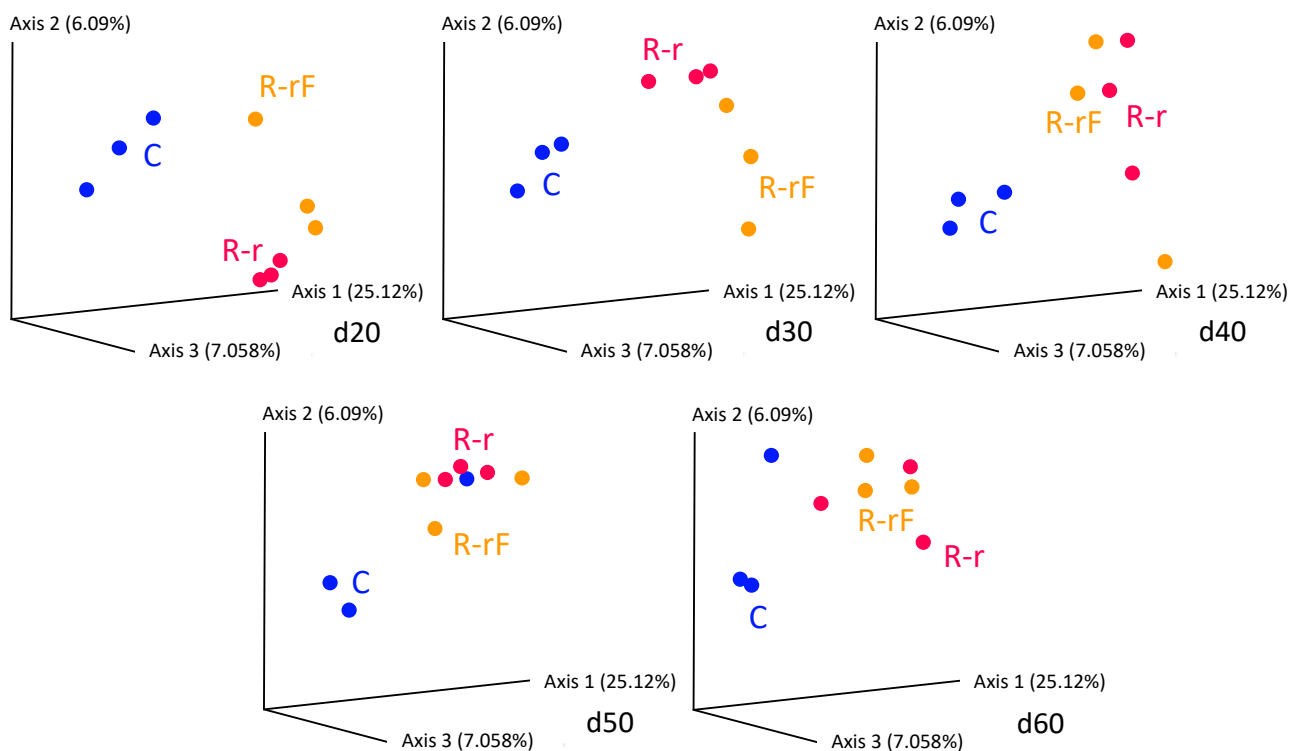 Axis 2 (6.09%)
R-rF
C
R-r
Axis 1 (25.12%)
Axis 3 (7.058%)
d20
Axis 2 (6.09%)
R-r
C
R-rF
Axis 1 (25.12%)
Axis 3 (7.058%)
d30
Axis 2 (6.09%)
R-rF
R-r
C
Axis 1 (25.12%)
Axis 3 (7.058%)
d40
Axis 2 (6.09%)
R-r
R-rF
C
Axis 1 (25.12%)
Axis 3 (7.058%)
d50
Axis 2 (6.09%)
R-rF
R-r
C
Axis 1 (25.12%)
Axis 3 (7.058%)
d60